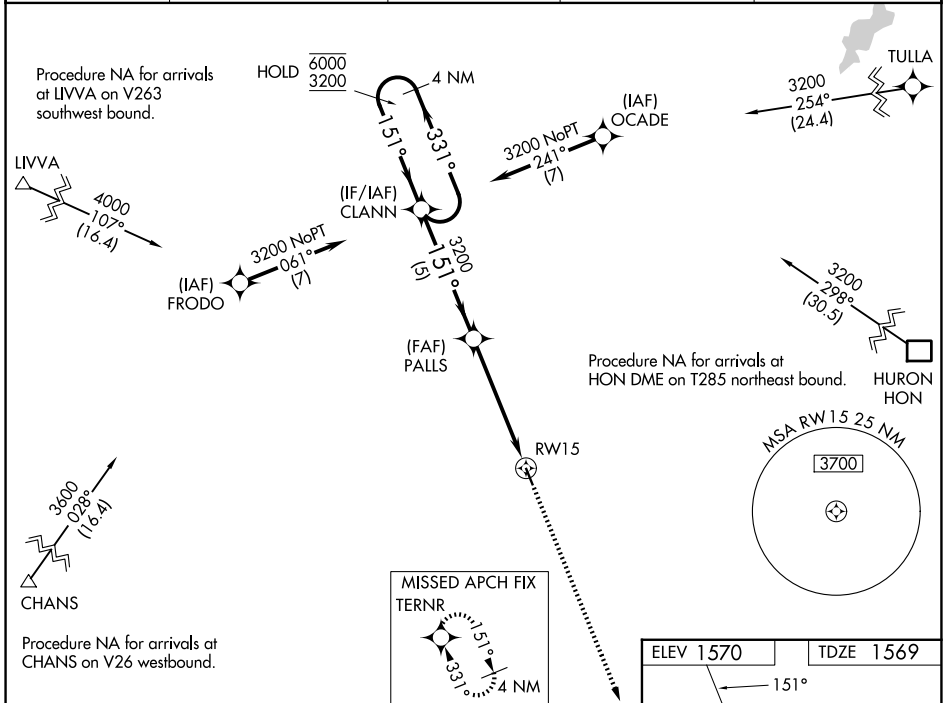 Procedure NA for arrivals
at LIVVA on V263
southwest bound.
HOLD 6000
3200
4 NM
151°
331°
TULLA
3200
254°
(24.4)
(IAF)
OCADE
3200 NoPT
241°
(7)
LIVVA
4000
107°
(16.4)
(IF/IAF)
CLANN
3200 NoPT
061°
(7)
(IAF)
FRODO
3200
151°
(5)
3200
298°
(30.5)
(FAF)
PALLS
Procedure NA for arrivals at
HON DME on T285 northeast bound.
HURON
HON
RW15
MSA RW15 25 NM
3700
3600
028°
(16.4)
CHANS
Procedure NA for arrivals at
CHANS on V26 westbound.
MISSED APCH FIX
TERNR
151°
331°
4 NM
ELEV 1570
TDZE 1569
151°